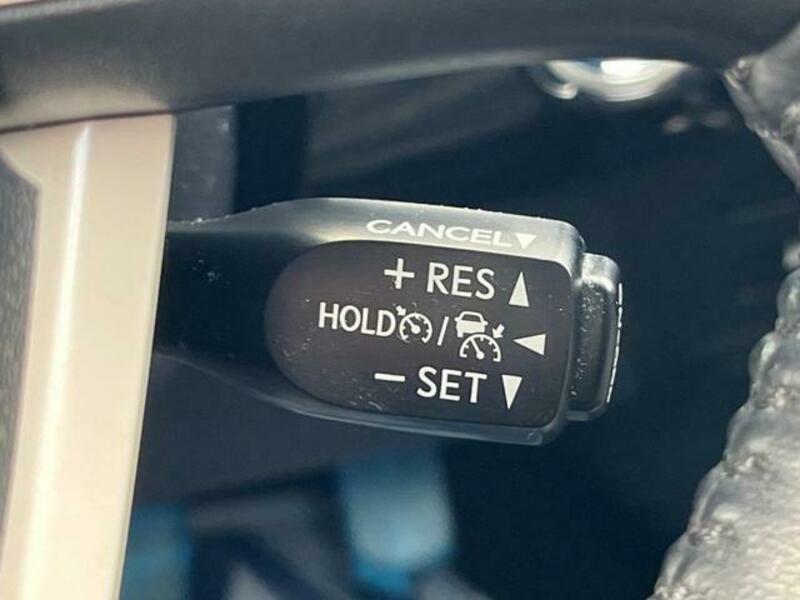 CANCEL▼
+ RES ▲
HOLD / ◀
− SET ▼